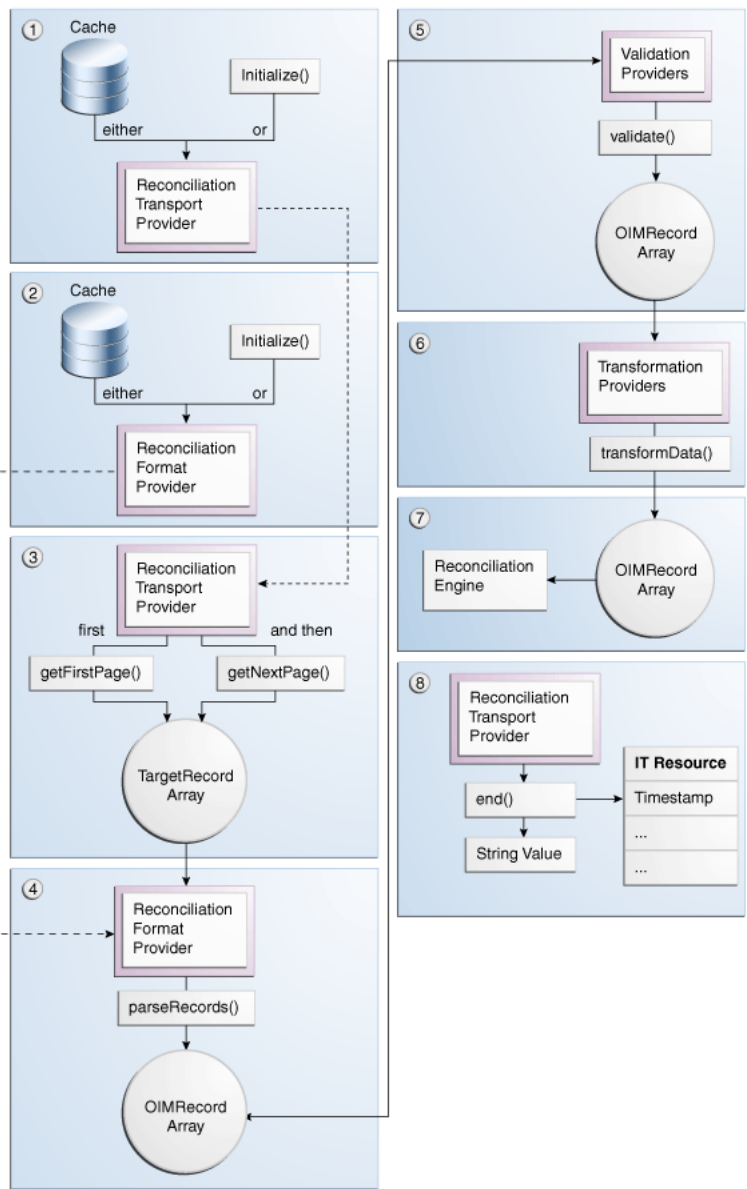 1
Cache
Initialize()
either
or
Reconciliation
Transport
Provider
2
Cache
Initialize()
either
or
Reconciliation
Format
Provider
3
Reconciliation
Transport
Provider
first
and then
getFirstPage()
getNextPage()
TargetRecord
Array
4
Reconciliation
Format
Provider
parseRecords()
OIMRecord
Array
5
Validation
Providers
validate()
OIMRecord
Array
6
Transformation
Providers
transformData()
7
Reconciliation
Engine
OIMRecord
Array
8
Reconciliation
Transport
Provider
end()
String Value
IT Resource
Timestamp
...
...